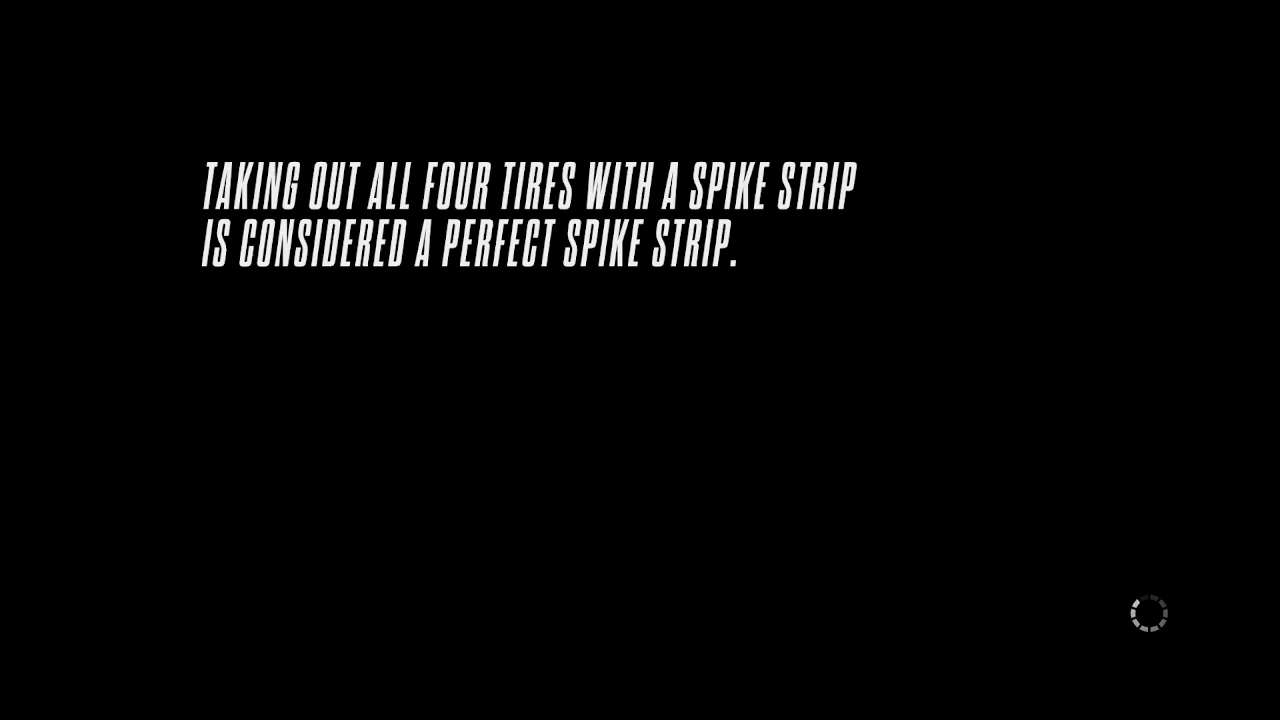 TAKING OUT ALL FOUR TIRES WITH A SPIKE STRIP
IS CONSIDERED A PERFECT SPIKE STRIP.